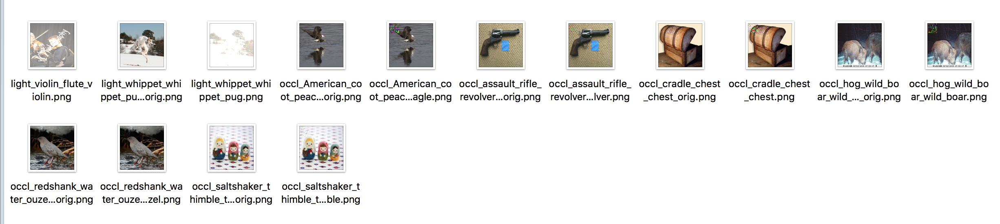 light_violin_flute_v
iolin.png
light_whippet_whi
ppet_pu...orig.png
light_whippet_whi
ppet_pug.png
occl_American_co
ot_peac...orig.png
occl_American_co
ot_peac...agle.png
occl_assault_rifle_
revolver...orig.png
occl_assault_rifle_
revolver...lver.png
occl_cradle_chest
_chest_orig.png
occl_cradle_chest
_chest.png
occl_hog_wild_bo
ar_wild_..._orig.png
occl_hog_wild_bo
ar_wild_boar.png
occl_redshank_wa
ter_ouze...orig.png
occl_redshank_wa
ter_ouze...zel.png
occl_saltshaker_t
himble_t...orig.png
occl_saltshaker_t
himble_t...ble.png